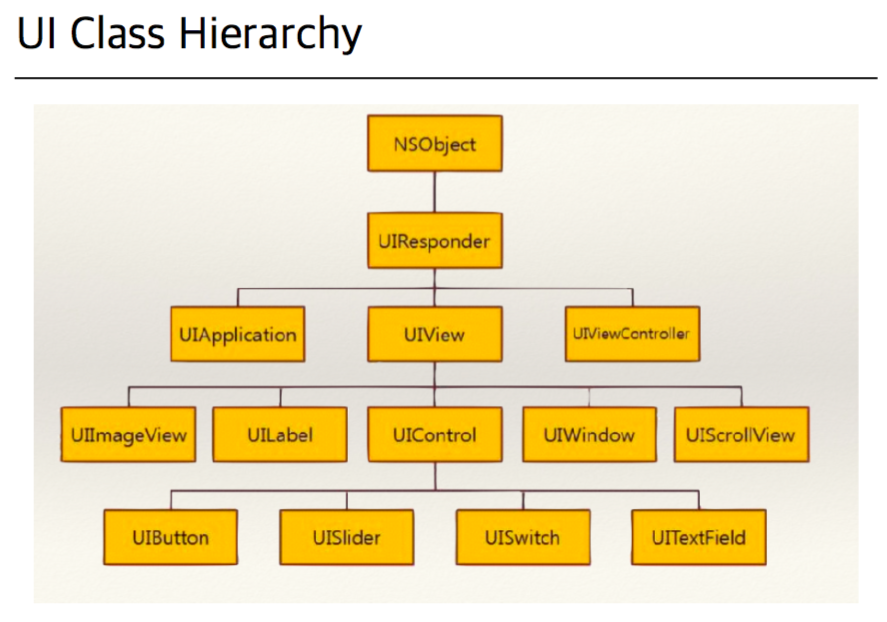 UI Class Hierarchy
NSObject
UIResponder
UIApplication
UIView
UIViewController
UIImageView
UILabel
UIControl
UIWindow
UIScrollView
UIButton
UISlider
UISwitch
UITextField